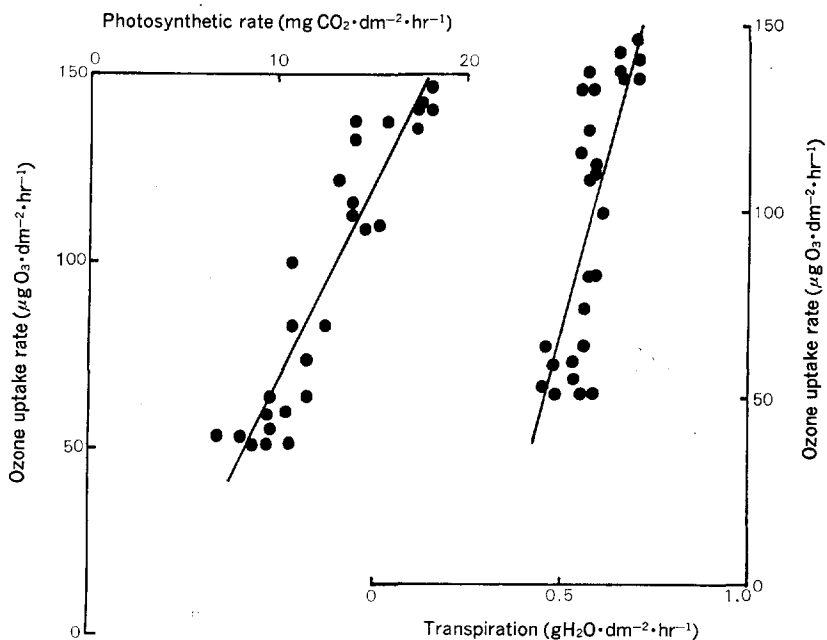 Photosynthetic rate (mg CO₂·dm⁻²·hr⁻¹)
0 10 20
150
100
50
0
Ozone uptake rate (μg O₃·dm⁻²·hr⁻¹)
150
100
50
0
Ozone uptake rate (μg O₃·dm⁻²·hr⁻¹)
0 0.5 1.0
Transpiration (gH₂O·dm⁻²·hr⁻¹)